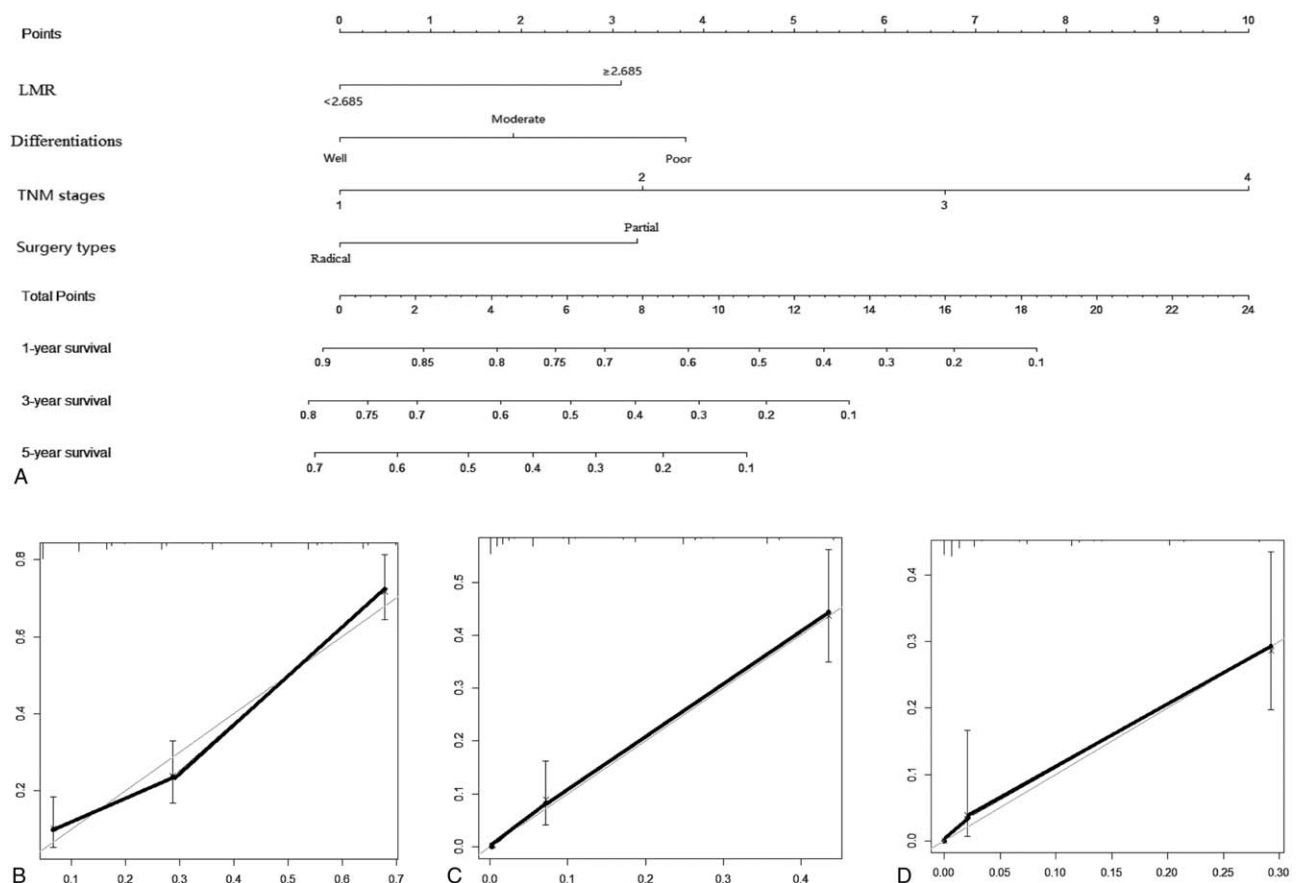 Points 0 1 2 3 4 5 6 7 8 9 10
≥2.685
LMR
<2.685
Moderate
Differentiations
Well Poor
2 4
TNM stages
1 3
Partial
Surgery types
Radical
Total Points
0 2 4 6 8 10 12 14 16 18 20 22 24
1-year survival
0.9 0.85 0.8 0.75 0.7 0.6 0.5 0.4 0.3 0.2 0.1
3-year survival
0.8 0.75 0.7 0.6 0.5 0.4 0.3 0.2 0.1
5-year survival
0.7 0.6 0.5 0.4 0.3 0.2 0.1
A
0.8
0.6
0.4
0.2
0.1 0.2 0.3 0.4 0.5 0.6 0.7
B
0.5
0.4
0.3
0.2
0.1
0.0
0.0 0.1 0.2 0.3 0.4
C
0.4
0.3
0.2
0.1
0.0
0.00 0.05 0.10 0.15 0.20 0.25 0.30
D